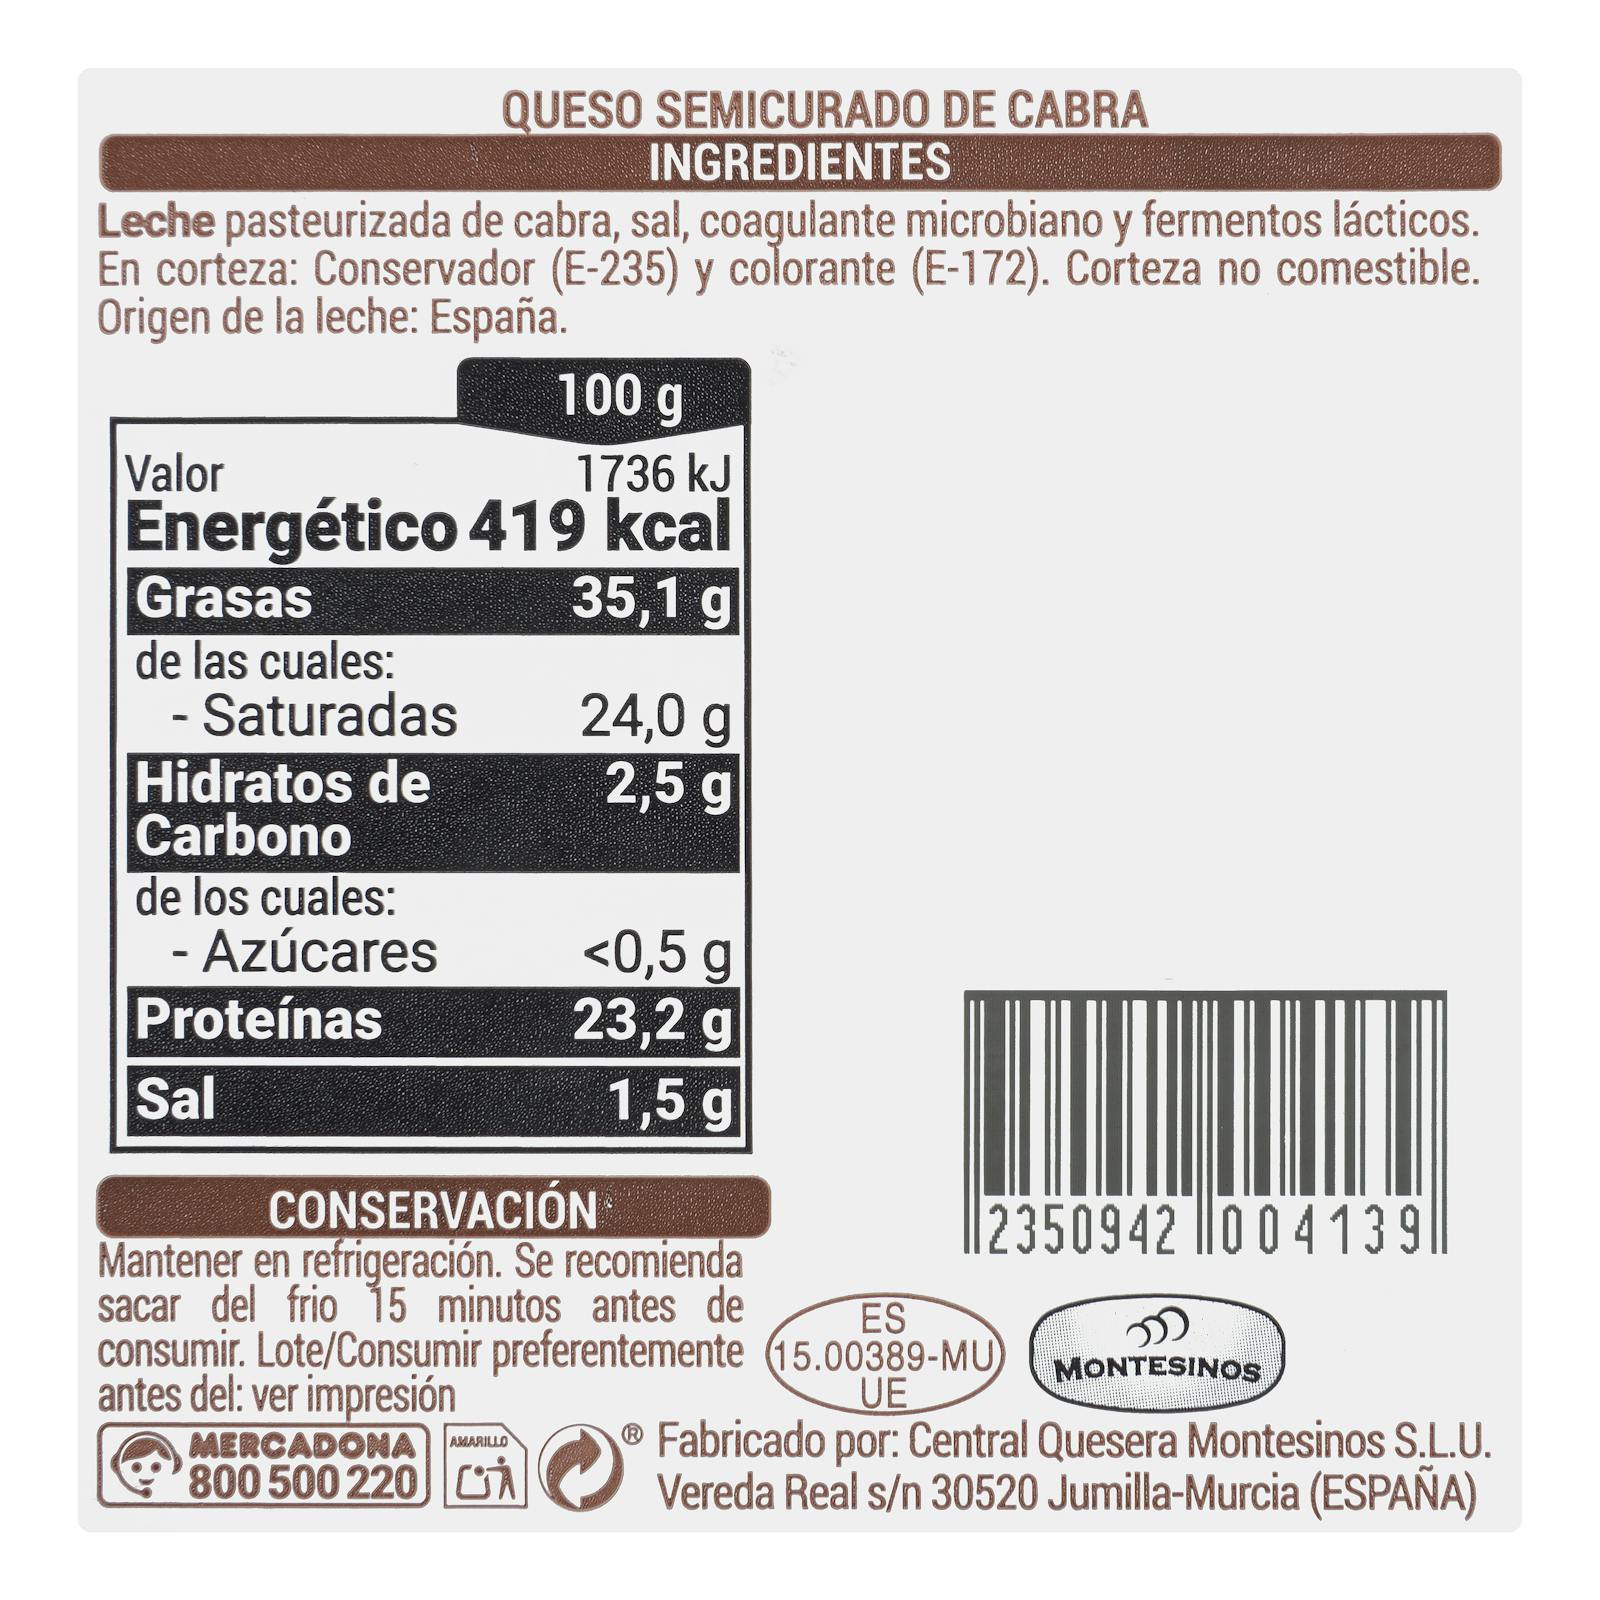 QUESO SEMICURADO DE CABRA
INGREDIENTES
Leche pasteurizada de cabra, sal, coagulante microbiano y fermentos lácticos.
En corteza: Conservador (E-235) y colorante (E-172). Corteza no comestible.
Origen de la leche: España.
100 g
Valor 1736 kJ
Energético 419 kcal
Grasas 35,1 g
de las cuales:
- Saturadas 24,0 g
Hidratos de 2,5 g
Carbono
de los cuales:
- Azúcares <0,5 g
Proteínas 23,2 g
Sal 1,5 g
CONSERVACIÓN
Mantener en refrigeración. Se recomienda
sacar del frio 15 minutos antes de
consumir. Lote/Consumir preferentemente
antes del: ver impresión
2350942 004139
ES
15.00389-MU
UE
MONTESINOS
MERCADONA
800 500 220
AMARILLO
®
Fabricado por: Central Quesera Montesinos S.L.U.
Vereda Real s/n 30520 Jumilla-Murcia (ESPAÑA)